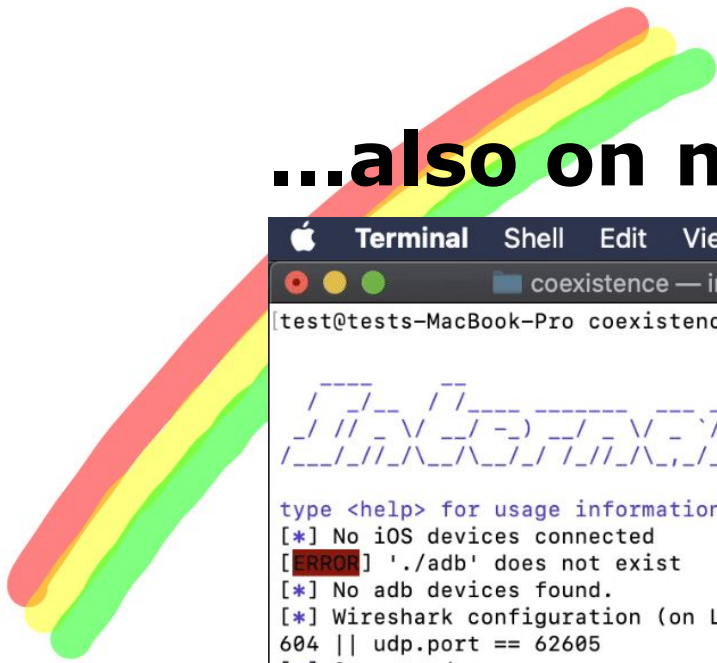 ...also on m
Terminal Shell Edit Vie
coexistence — i
[test@tests-MacBook-Pro coexistenc
type <help> for usage information
[*] No iOS devices connected
[ERROR] './adb' does not exist
[*] No adb devices found.
[*] Wireshark configuration (on L
604 || udp.port == 62605